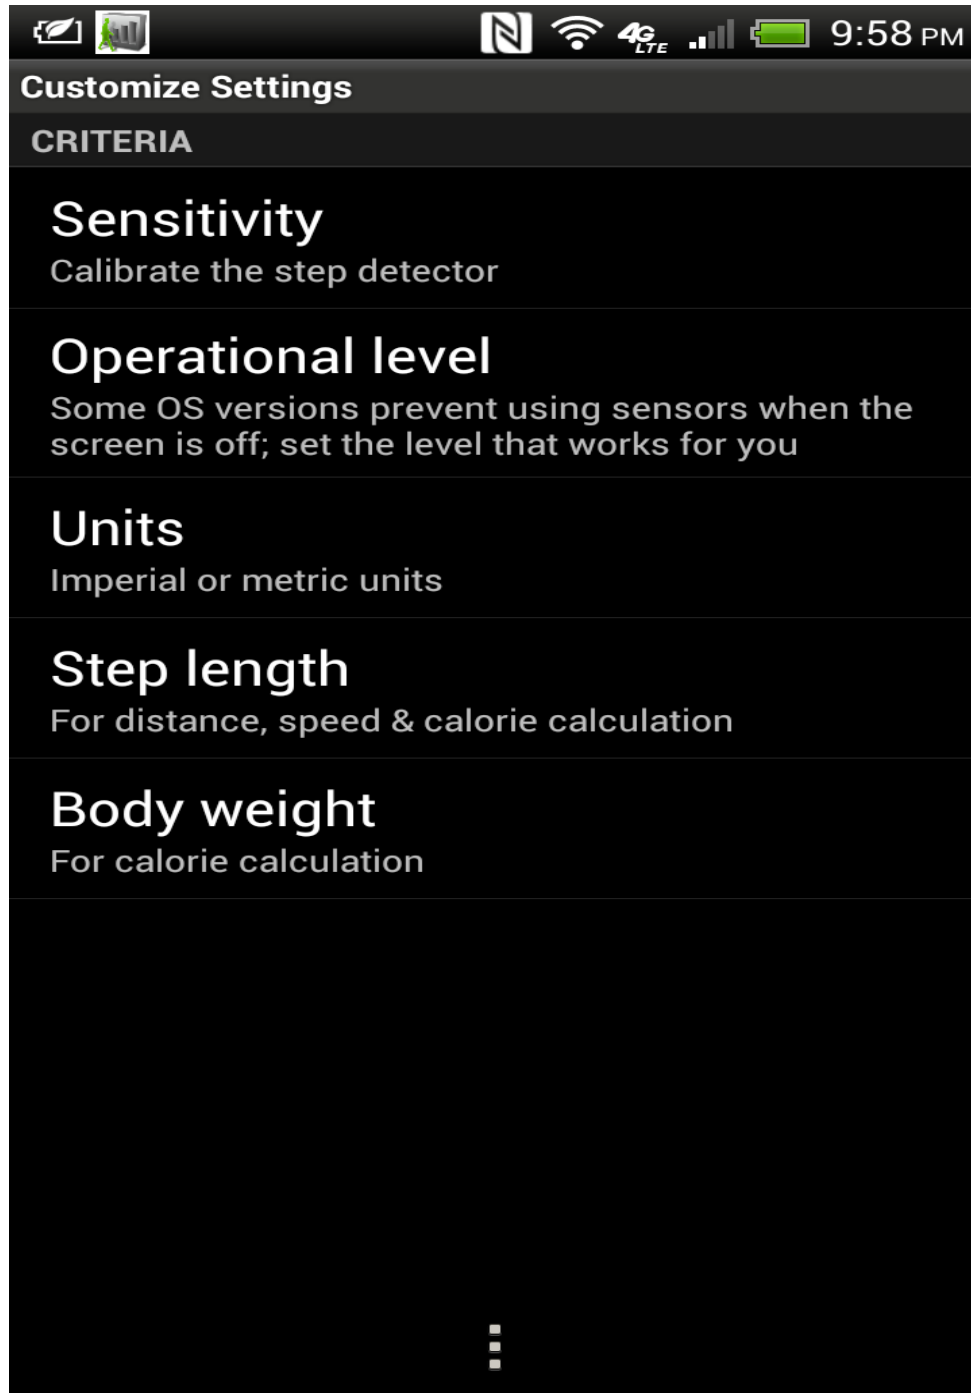 4G LTE 9:58 PM
Customize Settings
CRITERIA
Sensitivity
Calibrate the step detector
Operational level
Some OS versions prevent using sensors when the
screen is off; set the level that works for you
Units
Imperial or metric units
Step length
For distance, speed & calorie calculation
Body weight
For calorie calculation